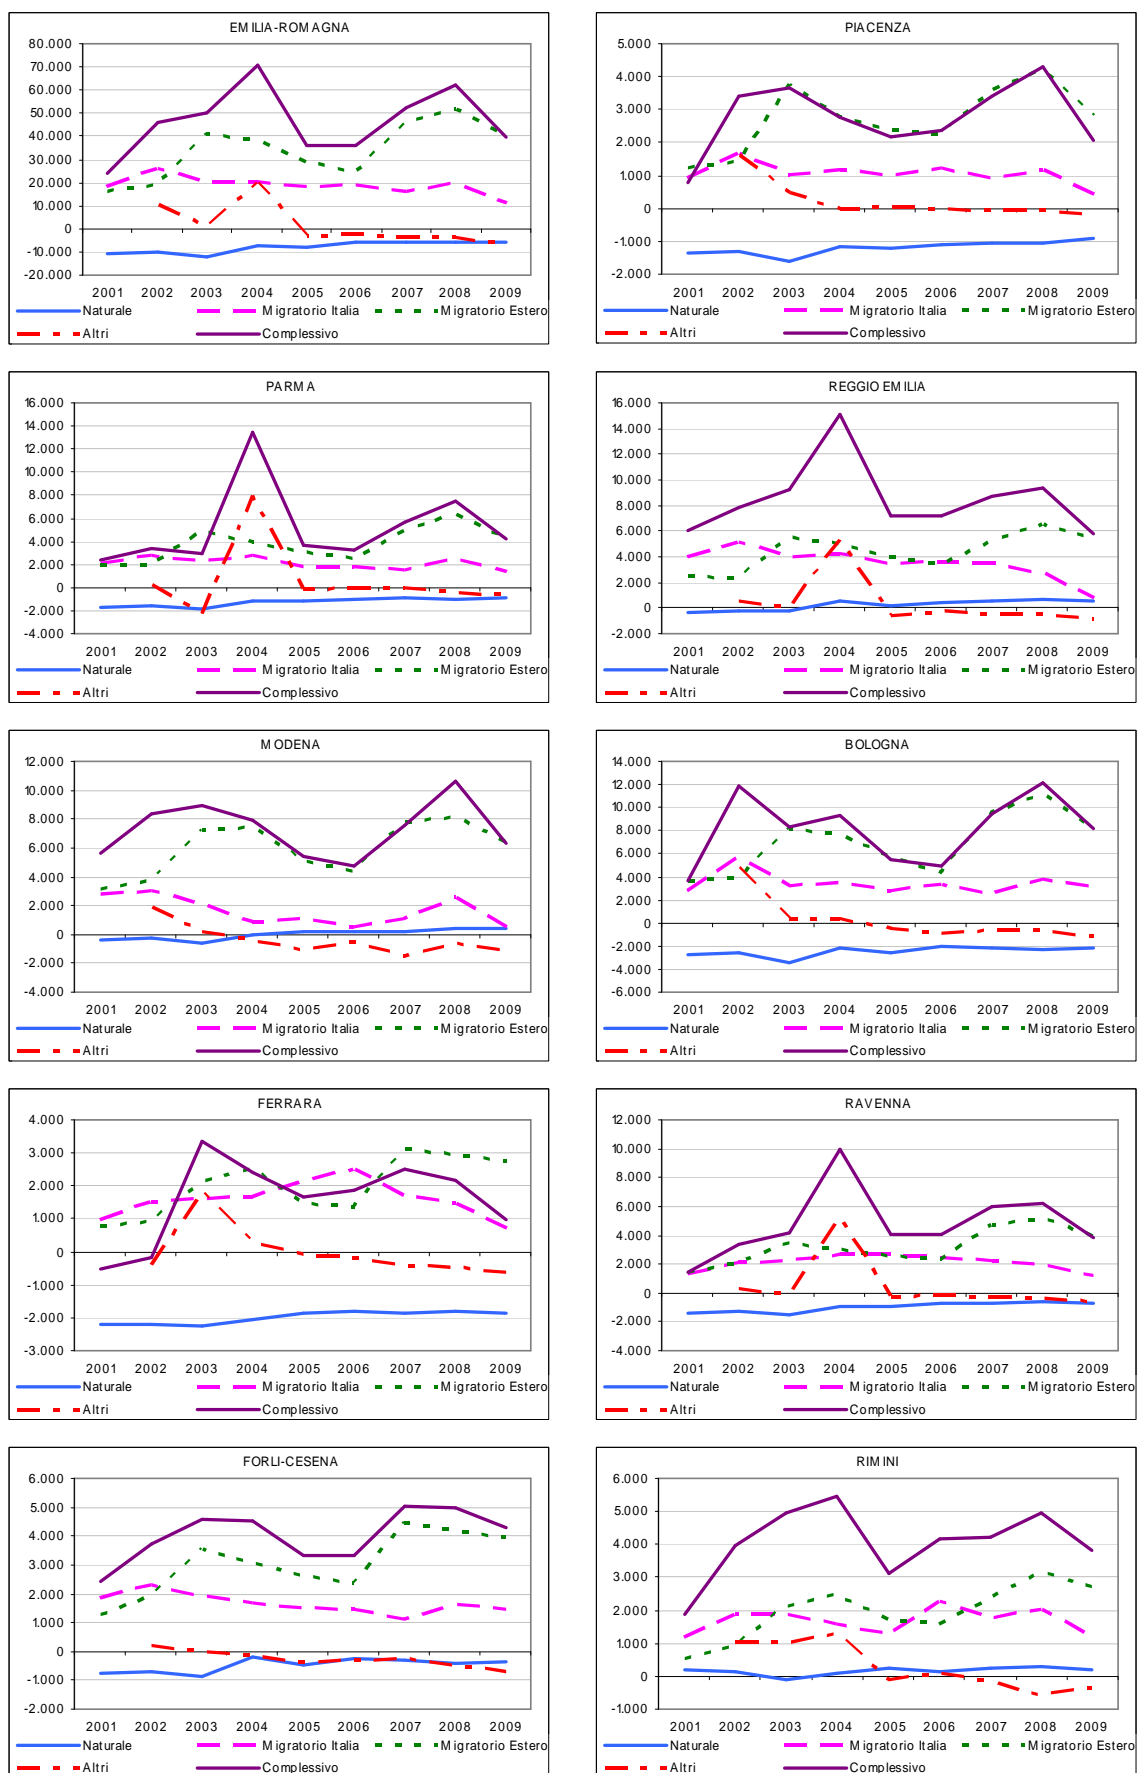 EMILIA-ROMAGNA
80.000
70.000
60.000
50.000
40.000
30.000
20.000
10.000
0
-10.000
-20.000
2001 2002 2003 2004 2005 2006 2007 2008 2009
Naturale Migratorio Italia Migratorio Estero
Altri Complessivo
PIACENZA
5.000
4.000
3.000
2.000
1.000
0
-1.000
-2.000
2001 2002 2003 2004 2005 2006 2007 2008 2009
Naturale Migratorio Italia Migratorio Estero
Altri Complessivo
PARMA
16.000
14.000
12.000
10.000
8.000
6.000
4.000
2.000
0
-2.000
-4.000
2001 2002 2003 2004 2005 2006 2007 2008 2009
Naturale Migratorio Italia Migratorio Estero
Altri Complessivo
REGGIO EMILIA
16.000
14.000
12.000
10.000
8.000
6.000
4.000
2.000
0
-2.000
2001 2002 2003 2004 2005 2006 2007 2008 2009
Naturale Migratorio Italia Migratorio Estero
Altri Complessivo
MODENA
12.000
10.000
8.000
6.000
4.000
2.000
0
-2.000
-4.000
2001 2002 2003 2004 2005 2006 2007 2008 2009
Naturale Migratorio Italia Migratorio Estero
Altri Complessivo
BOLOGNA
14.000
12.000
10.000
8.000
6.000
4.000
2.000
0
-2.000
-4.000
-6.000
2001 2002 2003 2004 2005 2006 2007 2008 2009
Naturale Migratorio Italia Migratorio Estero
Altri Complessivo
FERRARA
4.000
3.000
2.000
1.000
0
-1.000
-2.000
-3.000
2001 2002 2003 2004 2005 2006 2007 2008 2009
Naturale Migratorio Italia Migratorio Estero
Altri Complessivo
RAVENNA
12.000
10.000
8.000
6.000
4.000
2.000
0
-2.000
-4.000
2001 2002 2003 2004 2005 2006 2007 2008 2009
Naturale Migratorio Italia Migratorio Estero
Altri Complessivo
FORLI-CESENA
6.000
5.000
4.000
3.000
2.000
1.000
0
-1.000
-2.000
2001 2002 2003 2004 2005 2006 2007 2008 2009
Naturale Migratorio Italia Migratorio Estero
Altri Complessivo
RIMINI
6.000
5.000
4.000
3.000
2.000
1.000
0
-1.000
2001 2002 2003 2004 2005 2006 2007 2008 2009
Naturale Migratorio Italia Migratorio Estero
Altri Complessivo